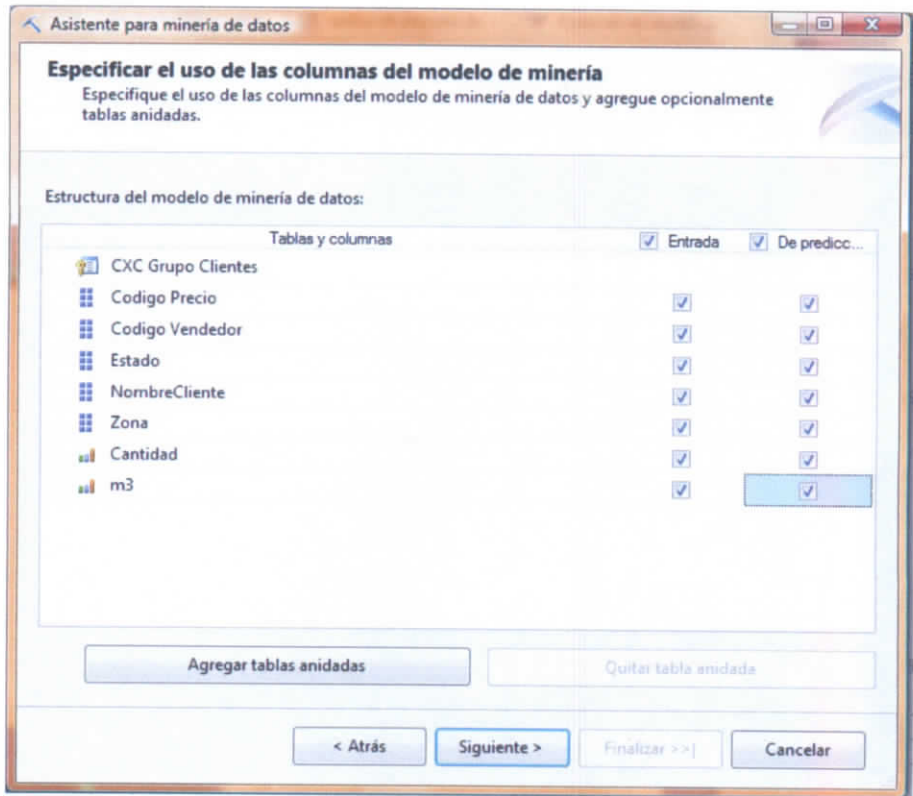 Asistente para minería de datos
Especificar el uso de las columnas del modelo de minería
Especifique el uso de las columnas del modelo de minería de datos y agregue opcionalmente
tablas anidadas.
Estructura del modelo de minería de datos:
Tablas y columnas Entrada De predicc...
CXC Grupo Clientes
Codigo Precio
Codigo Vendedor
Estado
NombreCliente
Zona
Cantidad
m3
Agregar tablas anidadas Quitar tabla anidada
< Atrás Siguiente > Finalizar >>| Cancelar